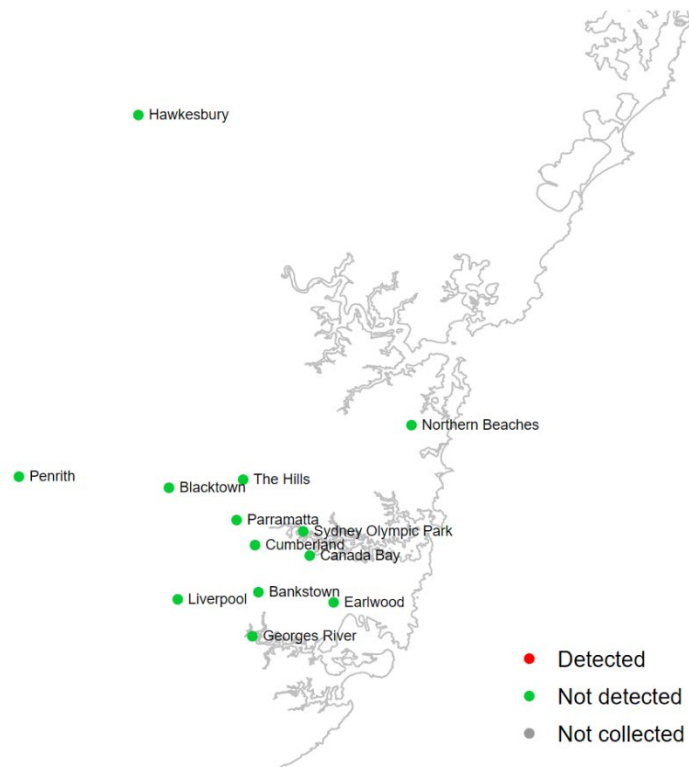 Hawkesbury
Northern Beaches
Penrith
The Hills
Blacktown
Parramatta
Sydney Olympic Park
Cumberland
Canada Bay
Bankstown
Liverpool
Earlwood
Georges River
Detected
Not detected
Not collected